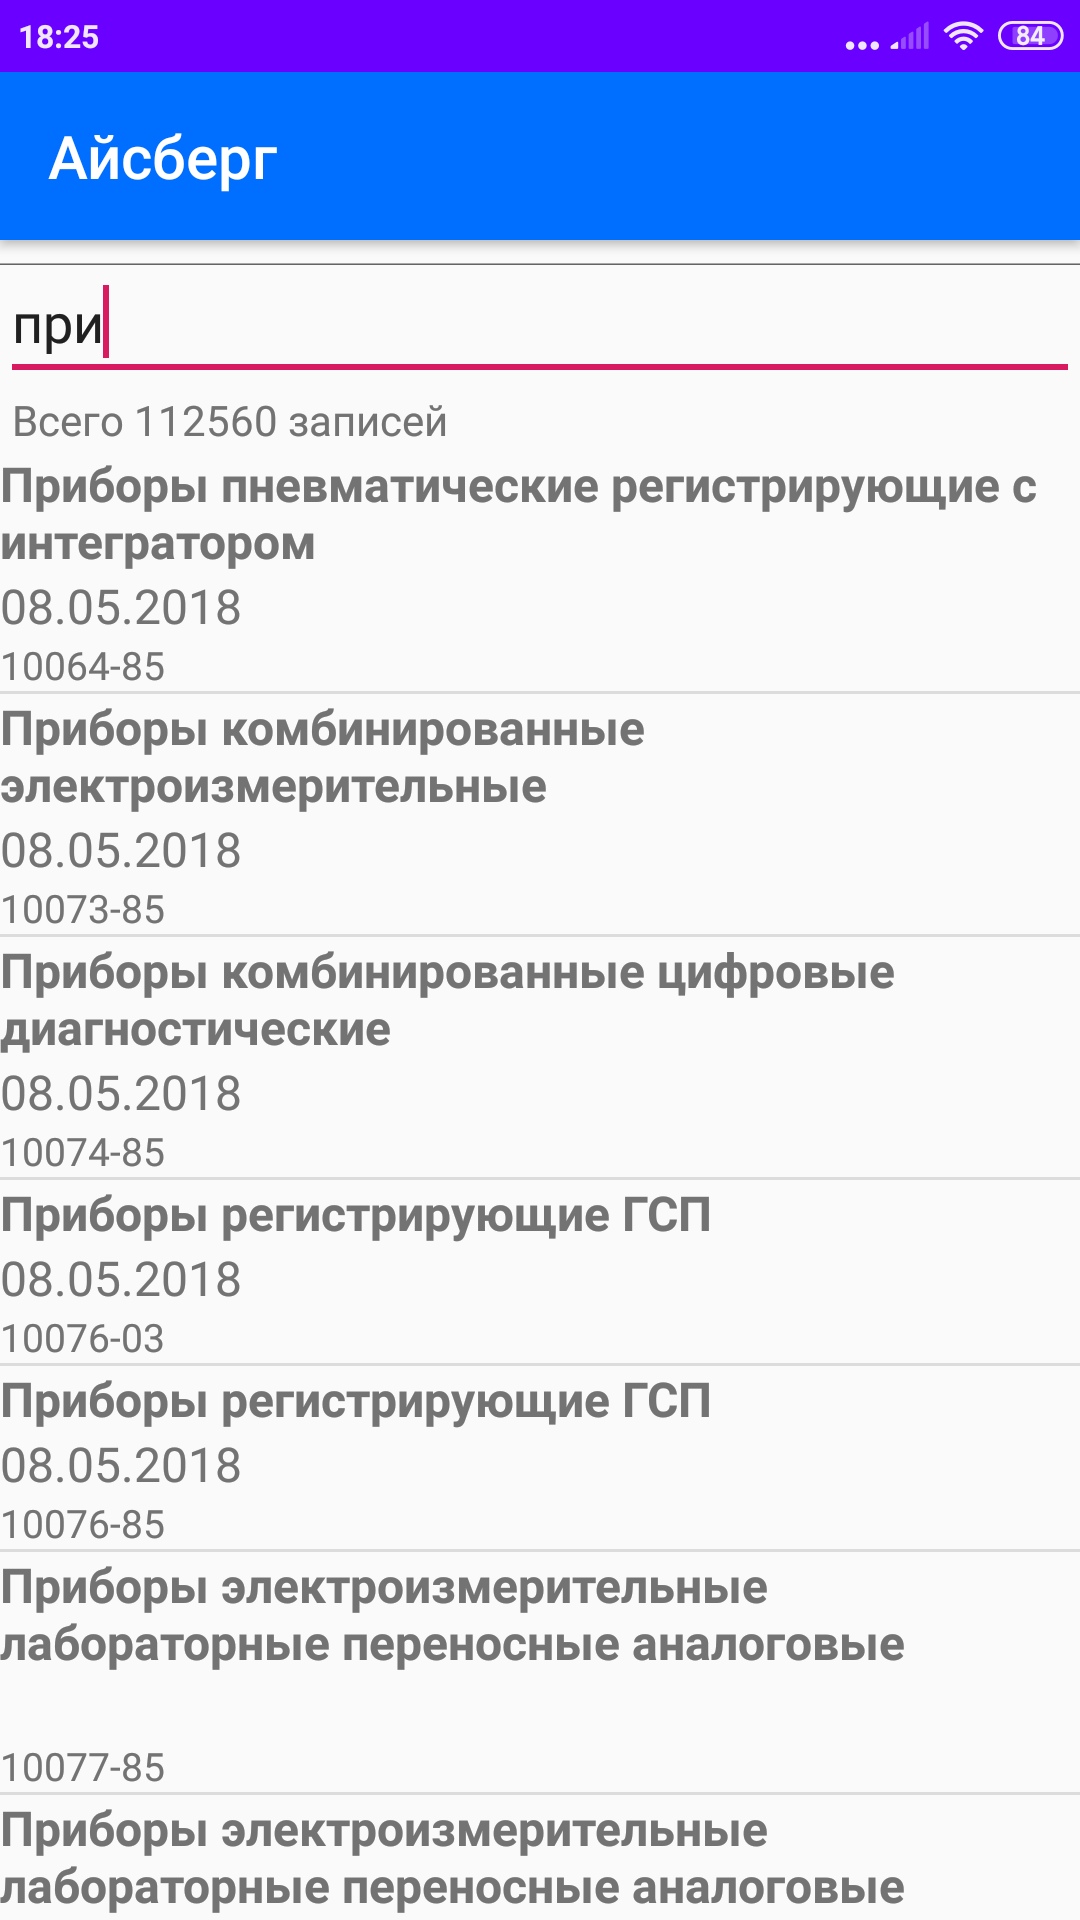 18:25
84
Айсберг
при
Всего 112560 записей
Приборы пневматические регистрирующие с
интегратором
08.05.2018
10064-85
Приборы комбинированные
электроизмерительные
08.05.2018
10073-85
Приборы комбинированные цифровые
диагностические
08.05.2018
10074-85
Приборы регистрирующие ГСП
08.05.2018
10076-03
Приборы регистрирующие ГСП
08.05.2018
10076-85
Приборы электроизмерительные
лабораторные переносные аналоговые
10077-85
Приборы электроизмерительные
лабораторные переносные аналоговые